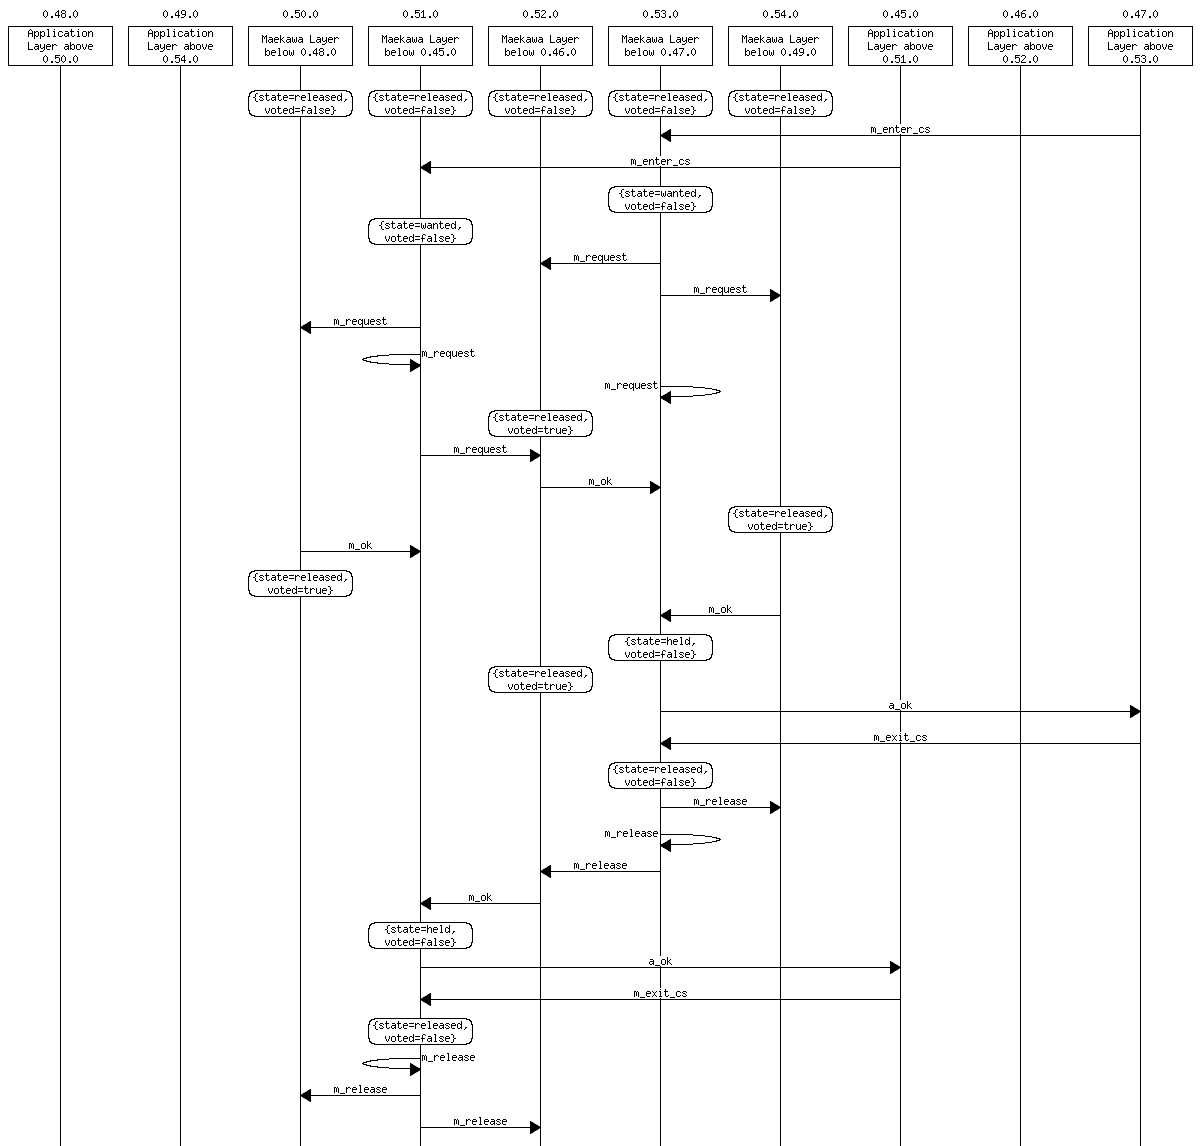 0.48.0 0.49.0 0.50.0 0.51.0 0.52.0 0.53.0 0.54.0 0.45.0 0.46.0 0.47.0
Application
Layer above
0.50.0
Application
Layer above
0.54.0
Maekawa Layer
below 0.48.0
Maekawa Layer
below 0.45.0
Maekawa Layer
below 0.46.0
Maekawa Layer
below 0.47.0
Maekawa Layer
below 0.49.0
Application
Layer above
0.51.0
Application
Layer above
0.52.0
Application
Layer above
0.53.0
{state=released,
voted=false}
{state=released,
voted=false}
{state=released,
voted=false}
{state=released,
voted=false}
{state=released,
voted=false}
m_enter_cs
m_enter_cs
{state=wanted,
voted=false}
{state=wanted,
voted=false}
m_request
m_request
m_request
m_request
m_request
{state=released,
voted=true}
m_request
m_ok
{state=released,
voted=true}
m_ok
{state=released,
voted=true}
m_ok
{state=held,
voted=false}
{state=released,
voted=true}
a_ok
m_exit_cs
{state=released,
voted=false}
m_release
m_release
m_release
m_ok
{state=held,
voted=false}
a_ok
m_exit_cs
{state=released,
voted=false}
m_release
m_release
m_release